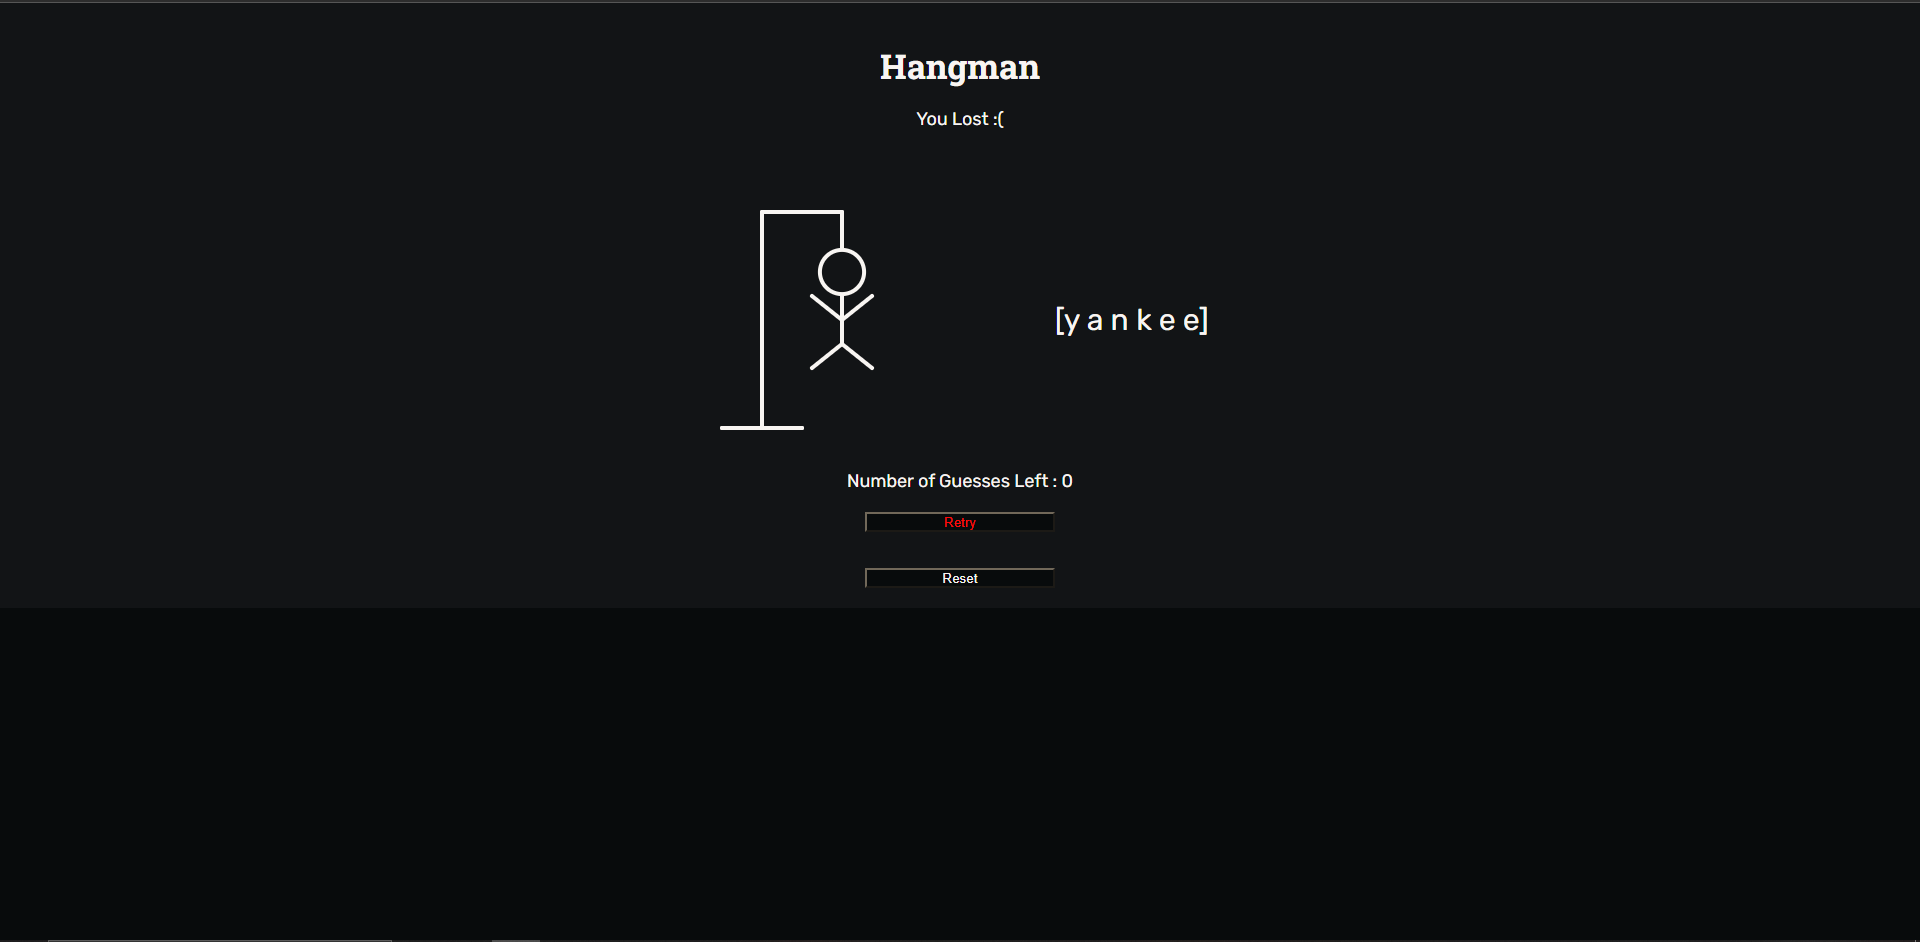 Hangman
You Lost :(
[y a n k e e]
Number of Guesses Left : 0
Retry
Reset